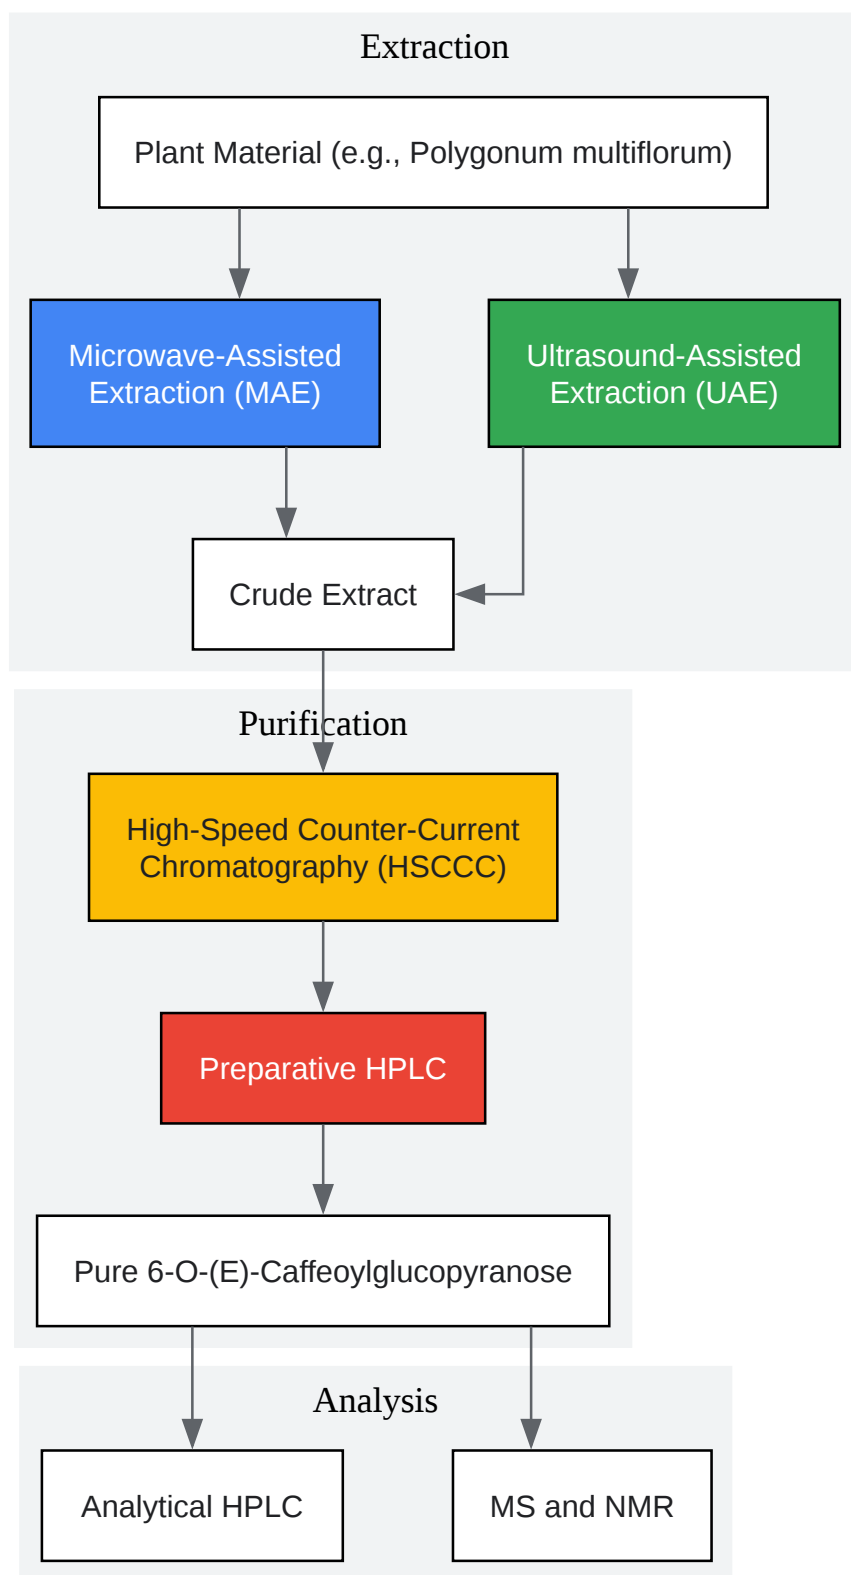 Extraction
Plant Material (e.g., Polygonum multiflorum)
Microwave-Assisted
Extraction (MAE)
Ultrasound-Assisted
Extraction (UAE)
Crude Extract
Purification
High-Speed Counter-Current
Chromatography (HSCCC)
Preparative HPLC
Pure 6-O-(E)-Caffeoylglucopyranose
Analysis
Analytical HPLC
MS and NMR